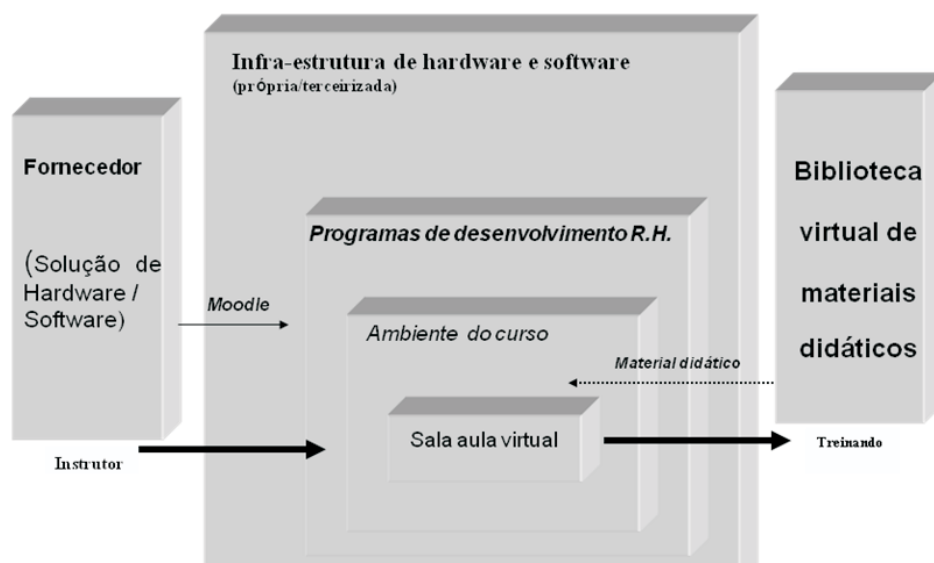 Infra-estrutura de hardware e software
(própria/terceirizada)
Fornecedor
(Solução de
Hardware /
Software)
Moodle
Programas de desenvolvimento R.H.
Ambiente do curso
Material didático
Sala aula virtual
Biblioteca
virtual de
materiais
didáticos
Instrutor
Treinando